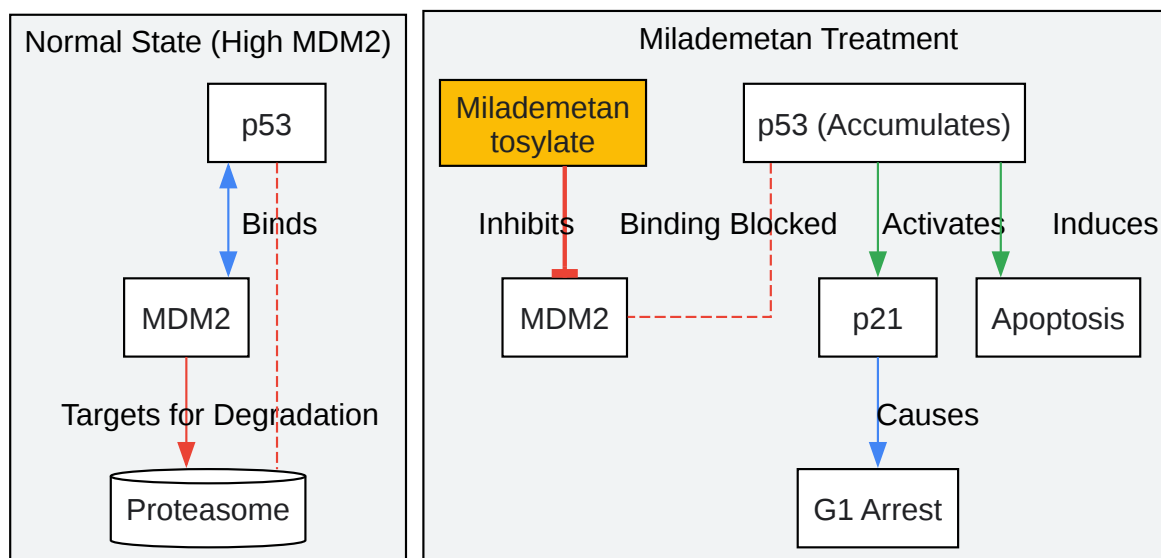 Normal State (High MDM2)
p53
Binds
MDM2
Targets for Degradation
Proteasome
Milademetan Treatment
Milademetan
tosylate
p53 (Accumulates)
Inhibits
Binding Blocked
Activates
Induces
MDM2
p21
Apoptosis
Causes
G1 Arrest